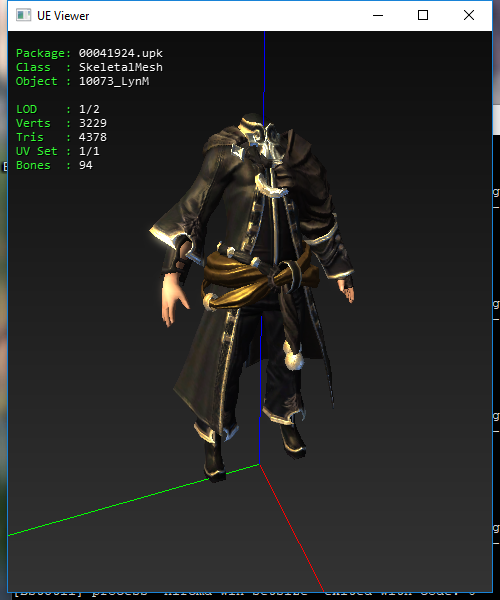 UE Viewer
Package: 00041924.upk
Class  : SkeletalMesh
Object : 10073_LynM
LOD    : 1/2
Verts  : 3229
Tris   : 4378
UV Set : 1/1
Bones  : 94